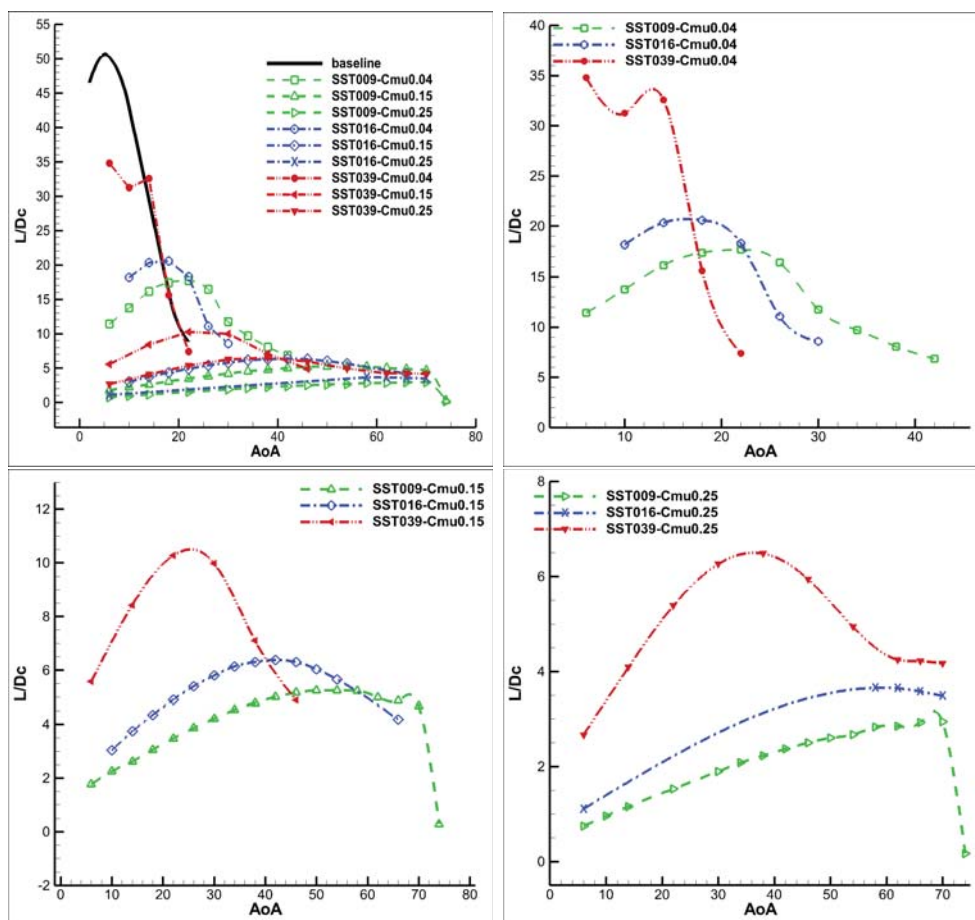 55
50
45
40
35
30
25
20
15
10
5
0
L/Dc
0 20 40 60 80
AoA
baseline
SST009-Cmu0.04
SST009-Cmu0.15
SST009-Cmu0.25
SST016-Cmu0.04
SST016-Cmu0.15
SST016-Cmu0.25
SST039-Cmu0.04
SST039-Cmu0.15
SST039-Cmu0.25
40
35
30
25
20
15
10
5
0
L/Dc
10 20 30 40
AoA
SST009-Cmu0.04
SST016-Cmu0.04
SST039-Cmu0.04
12
10
8
6
4
2
0
-2
L/Dc
0 10 20 30 40 50 60 70 80
AoA
SST009-Cmu0.15
SST016-Cmu0.15
SST039-Cmu0.15
8
6
4
2
0
L/Dc
0 10 20 30 40 50 60 70
AoA
SST009-Cmu0.25
SST016-Cmu0.25
SST039-Cmu0.25